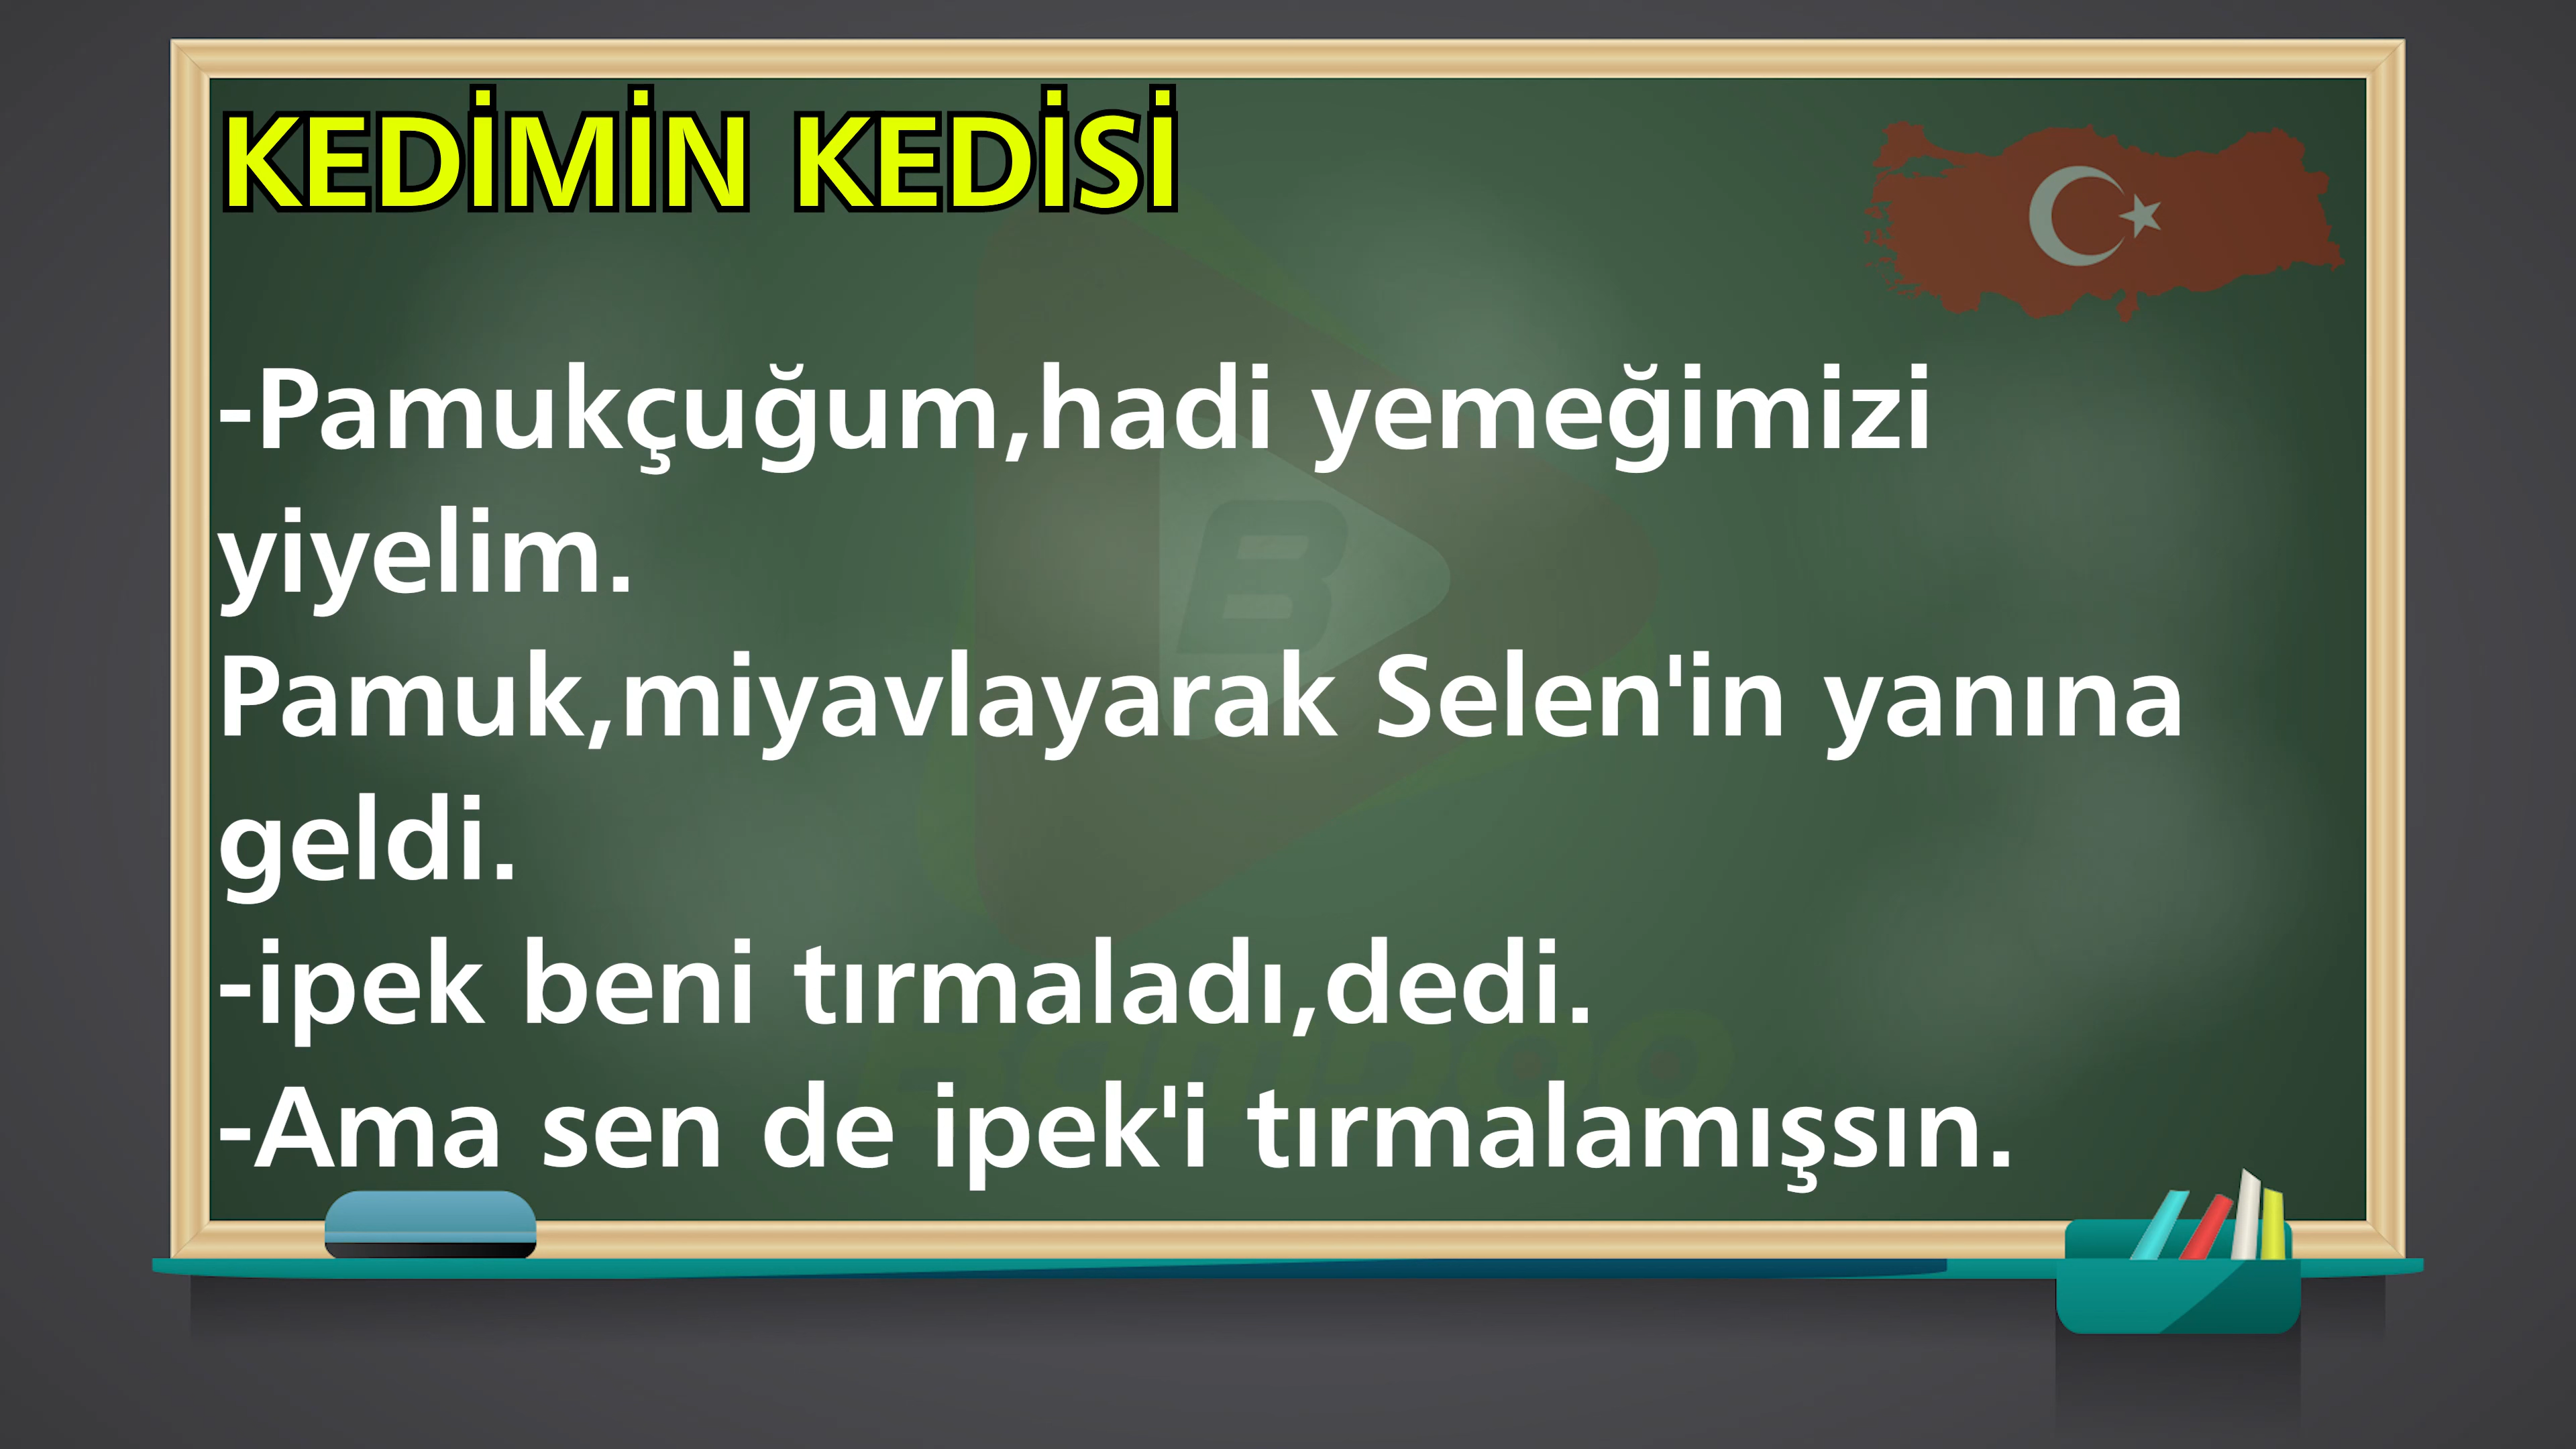 KEDİMİN KEDİSİ
-Pamukçuğum,hadi yemeğimizi
yiyelim.
Pamuk,miyavlayarak Selen'in yanına
geldi.
-ipek beni tırmaladı,dedi.
-Ama sen de ipek'i tırmalamışsın.
B